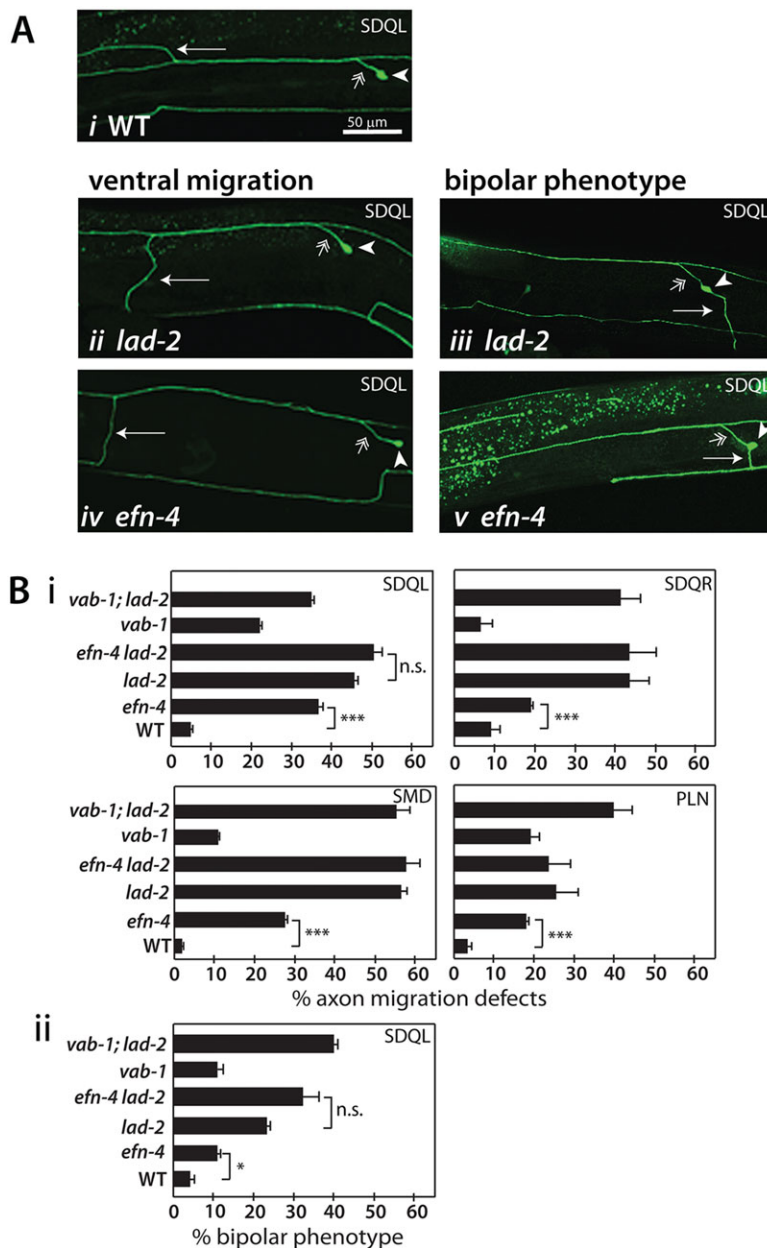 A
SDQL
i WT
50 μm
ventral migration
bipolar phenotype
SDQL
ii lad-2
SDQL
iii lad-2
SDQL
iv efn-4
SDQL
v efn-4
B i
SDQL
vab-1; lad-2
vab-1
efn-4 lad-2
n.s.
lad-2
efn-4
***
WT
0 10 20 30 40 50 60
SDQR
***
0 10 20 30 40 50 60
SMD
vab-1; lad-2
vab-1
efn-4 lad-2
lad-2
efn-4
***
WT
0 10 20 30 40 50 60
PLN
***
0 10 20 30 40 50 60
% axon migration defects
ii
SDQL
vab-1; lad-2
vab-1
efn-4 lad-2
n.s.
lad-2
efn-4
*
WT
0 10 20 30 40 50 60
% bipolar phenotype